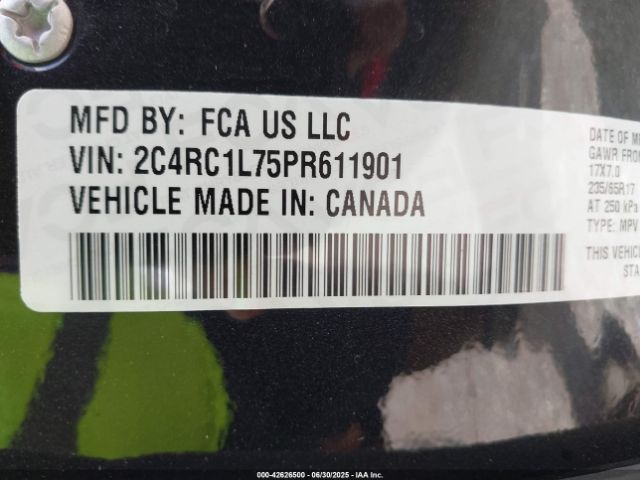 MFD BY: FCA US LLC
VIN: 2C4RC1L75PR611901
VEHICLE MADE IN: CANADA
DATE OF M
GAWR FRON
17X7.0
235/65R17
AT 250 kPa
TYPE: MPV
THIS VEHICL
STA
000-42626500 - 06/30/2025 - IAA Inc.